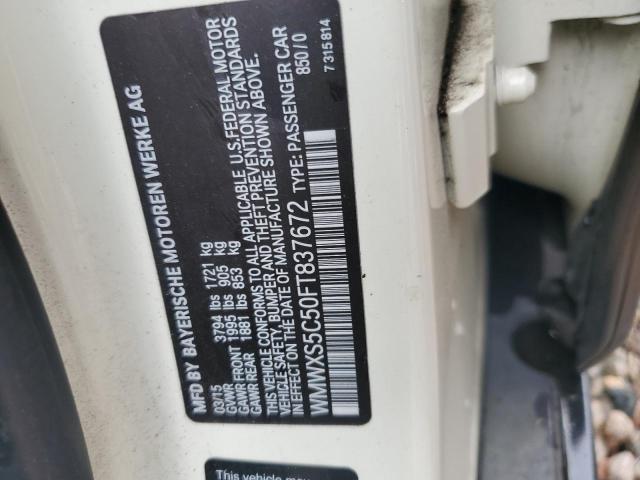 MFD BY BAYERISCHE MOTOREN WERKE AG
03/15
GVWR 3794 lbs 1721 kg
GAWR FRONT 1995 lbs 905 kg
GAWR REAR 1881 lbs 853 kg
THIS VEHICLE CONFORMS TO ALL APPLICABLE U.S.FEDERAL MOTOR
VEHICLE SAFETY, BUMPER AND THEFT PREVENTION STANDARDS
IN EFFECT ON THE DATE OF MANUFACTURE SHOWN ABOVE.
WMWXS5C50FT837672 TYPE: PASSENGER CAR
850/0
7 315 814
This vehicle